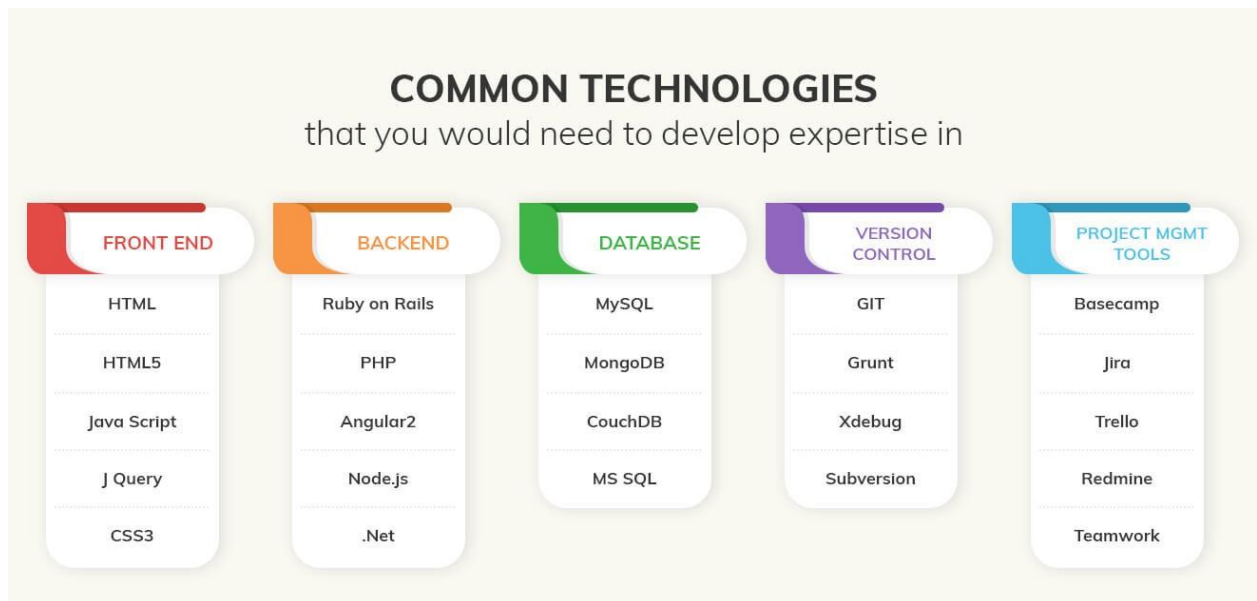 COMMON TECHNOLOGIES
that you would need to develop expertise in
FRONT END
HTML
HTML5
Java Script
J Query
CSS3
BACKEND
Ruby on Rails
PHP
Angular2
Node.js
.Net
DATABASE
MySQL
MongoDB
CouchDB
MS SQL
VERSION
CONTROL
GIT
Grunt
Xdebug
Subversion
PROJECT MGMT
TOOLS
Basecamp
Jira
Trello
Redmine
Teamwork